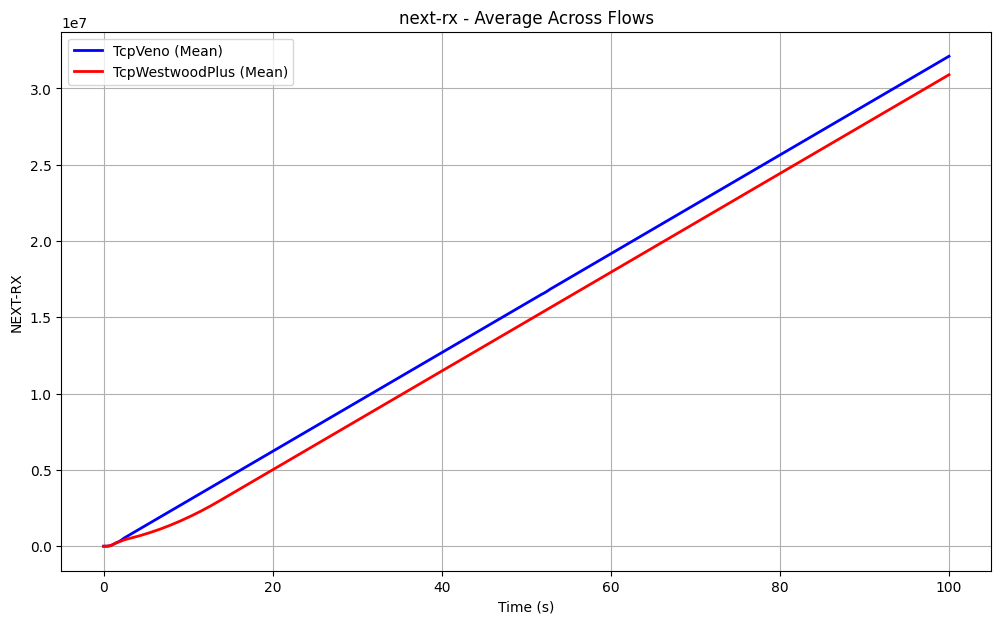 next-rx - Average Across Flows
1e7
TcpVeno (Mean)
TcpWestwoodPlus (Mean)
3.0
2.5
2.0
1.5
1.0
0.5
0.0
NEXT-RX
0 20 40 60 80 100
Time (s)